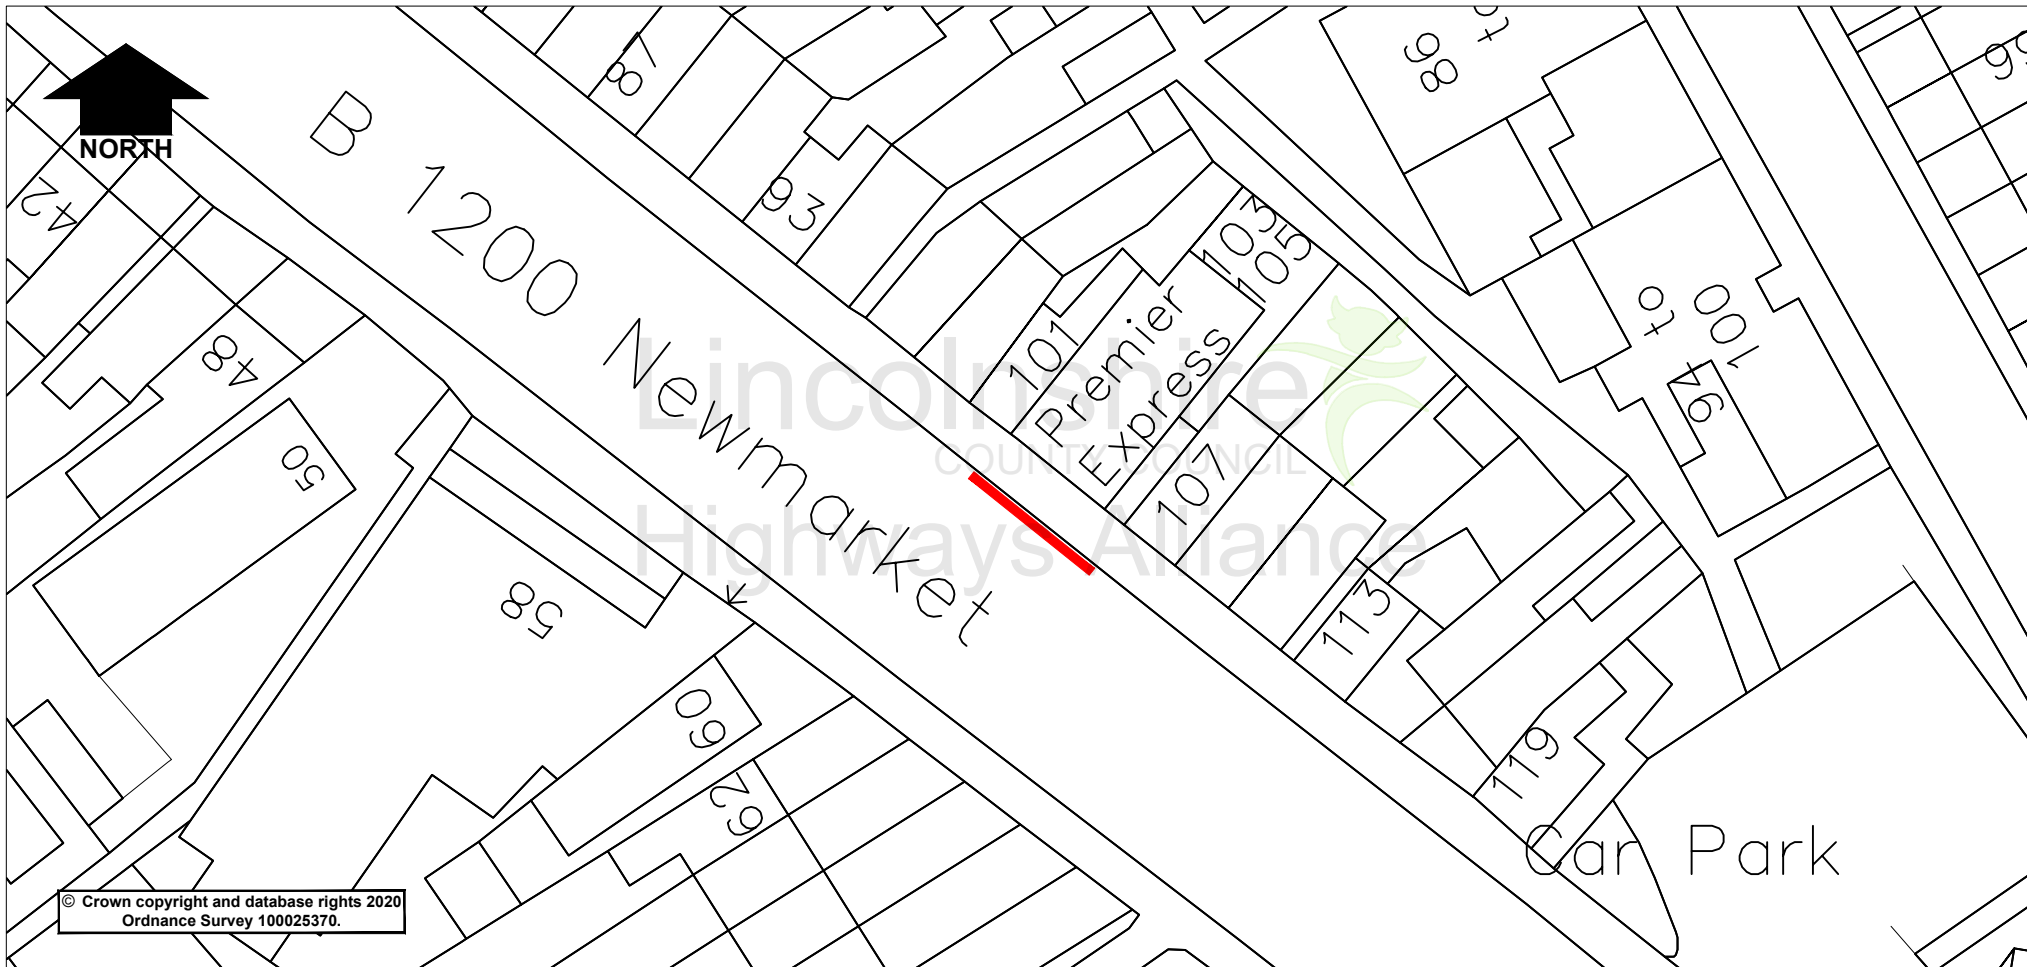 NORTH
B 1200 Newmarket
42
48
50
58
60
62
87
93
101
Premier
Express
103
105
107
113
119
98
to
94 to 100
Car Park
Lincolnshire
COUNTY COUNCIL
Highways Alliance
© Crown copyright and database rights 2020
Ordnance Survey 100025370.